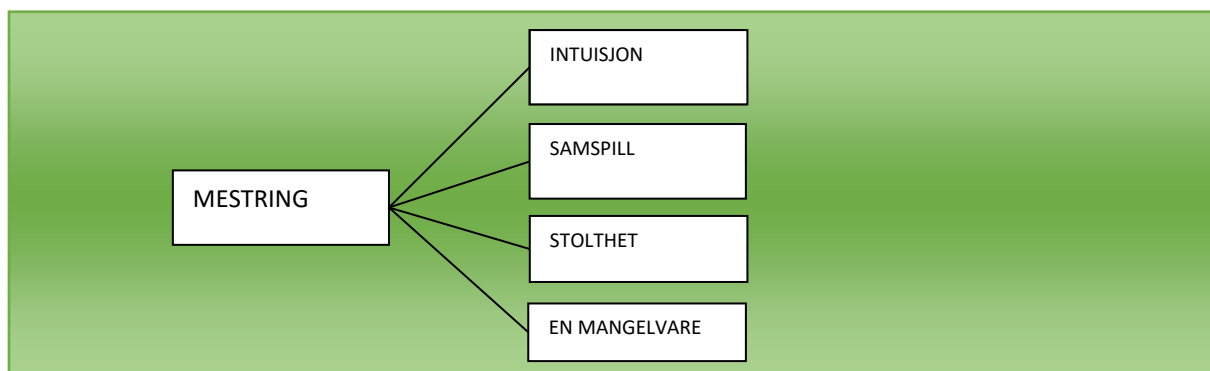 INTUISJON
SAMSPILL
MESTRING
STOLTHET
EN MANGELVARE